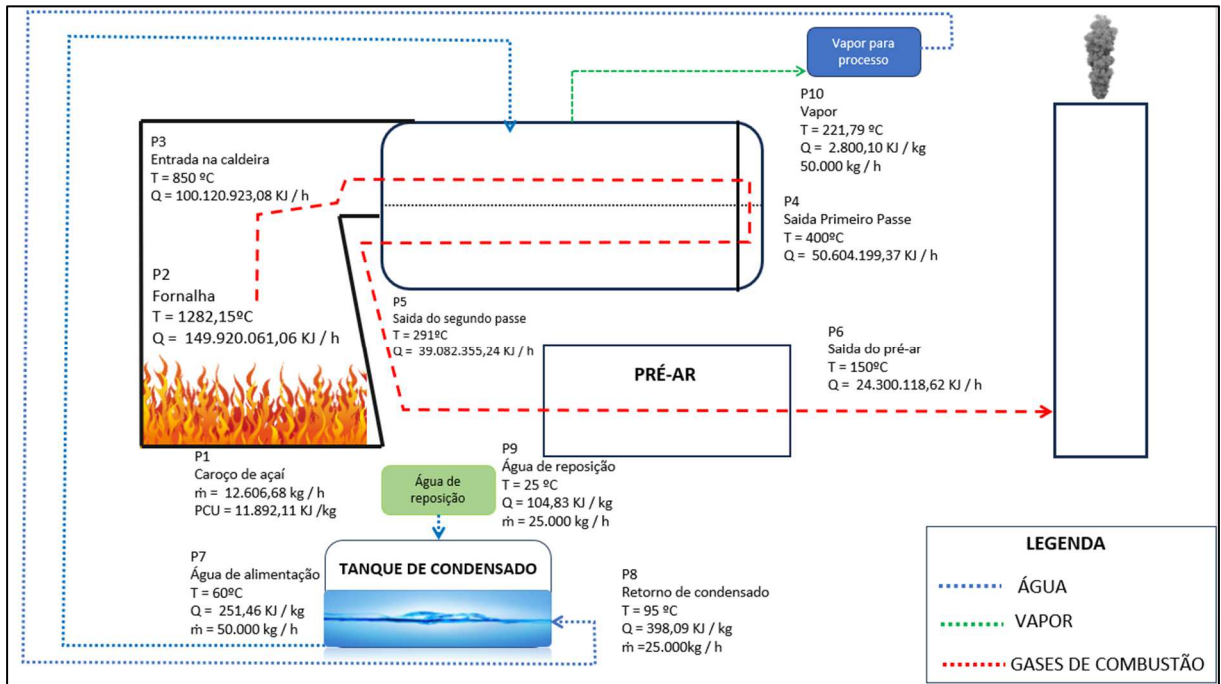 Vapor para
processo
P10
Vapor
T = 221,79 ºC
Q = 2.800,10 KJ / kg
50.000 kg / h
P3
Entrada na caldeira
T = 850 ºC
Q = 100.120.923,08 KJ / h
P4
Saida Primeiro Passe
T = 400ºC
Q = 50.604.199,37 KJ / h
P2
Fornalha
T = 1282,15ºC
Q = 149.920.061,06 KJ / h
P5
Saida do segundo passe
T = 291ºC
Q = 39.082.355,24 KJ / h
PRÉ-AR
P6
Saida do pré-ar
T = 150ºC
Q = 24.300.118,62 KJ / h
P1
Caroço de açaí
ṁ = 12.606,68 kg / h
PCU = 11.892,11 KJ /kg
Água de
reposição
P9
Água de reposição
T = 25 ºC
Q = 104,83 KJ / kg
ṁ = 25.000 kg / h
P7
Água de alimentação
T = 60ºC
Q = 251,46 KJ / kg
ṁ = 50.000 kg / h
TANQUE DE CONDENSADO
P8
Retorno de condensado
T = 95 ºC
Q = 398,09 KJ / kg
ṁ =25.000kg / h
LEGENDA
ÁGUA
VAPOR
GASES DE COMBUSTÃO